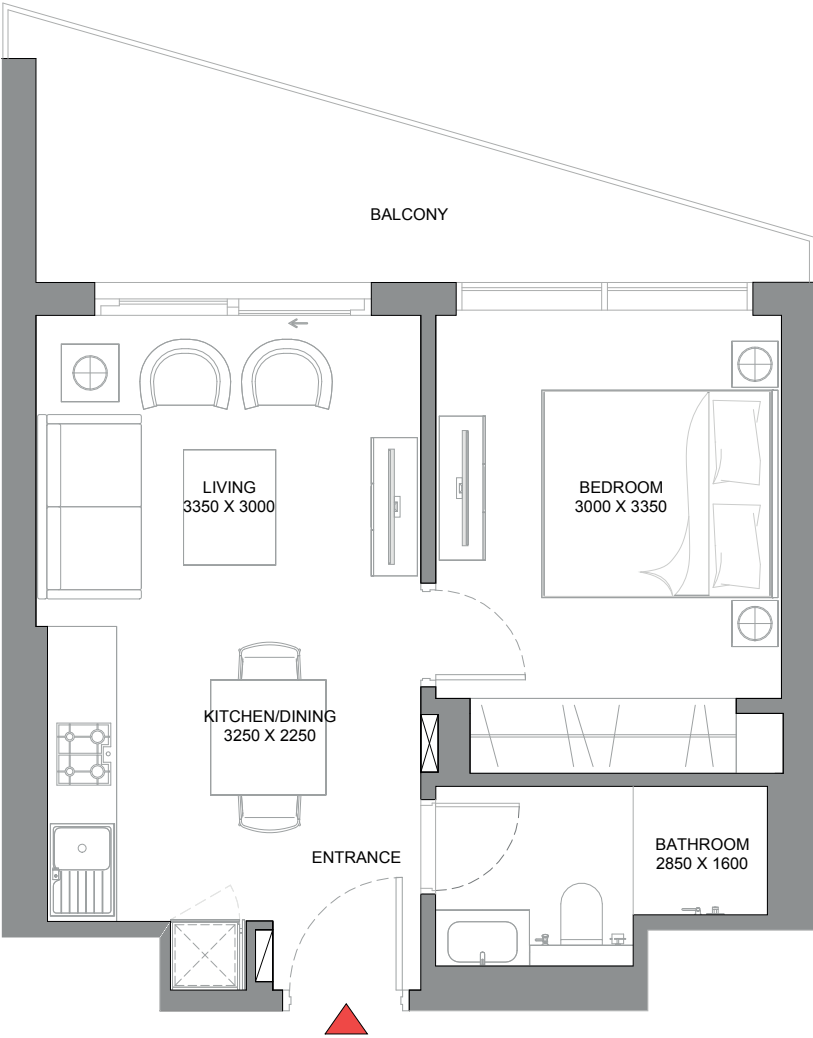 BALCONY
LIVING
3350 X 3000
BEDROOM
3000 X 3350
KITCHEN/DINING
3250 X 2250
ENTRANCE
BATHROOM
2850 X 1600